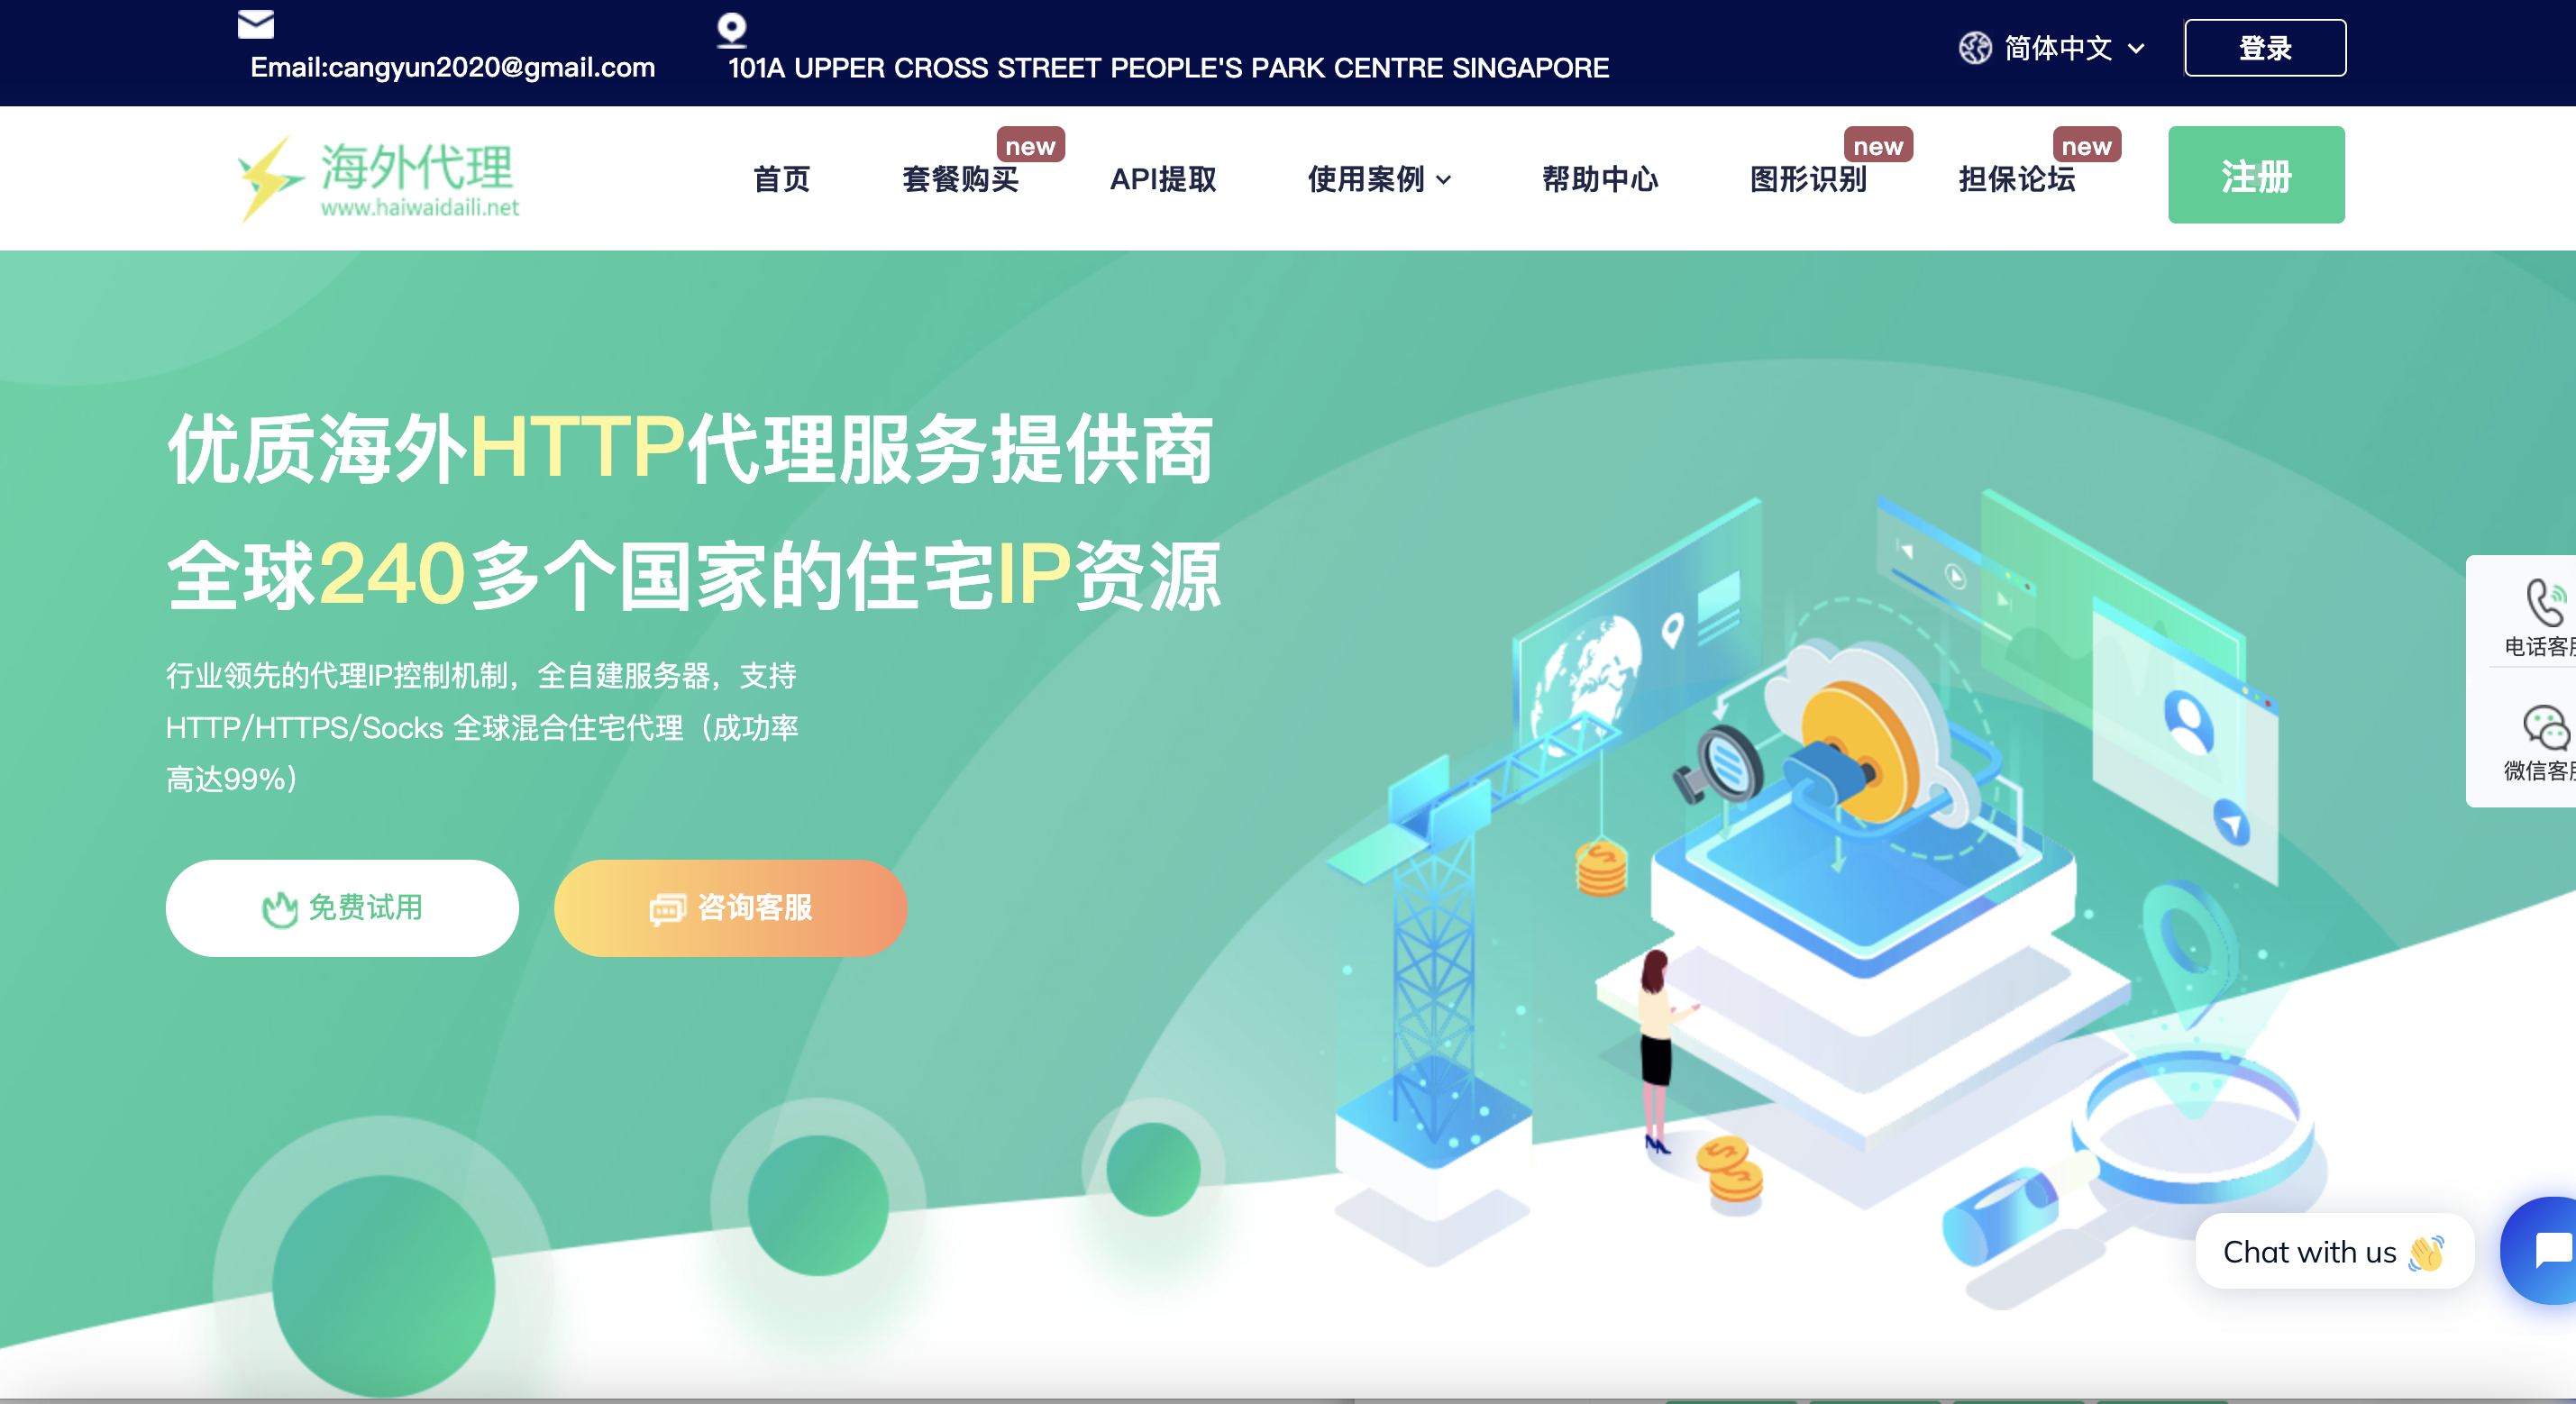 Email:cangyun2020@gmail.com
101A UPPER CROSS STREET PEOPLE'S PARK CENTRE SINGAPORE
简体中文
登录
海外代理
www.haiwaidaili.net
首页
套餐购买
new
API提取
使用案例
帮助中心
图形识别
new
担保论坛
new
注册
优质海外HTTP代理服务提供商
全球240多个国家的住宅IP资源
行业领先的代理IP控制机制，全自建服务器，支持
HTTP/HTTPS/Socks 全球混合住宅代理（成功率
高达99%）
免费试用
咨询客服
电话客
微信客
Chat with us 👋